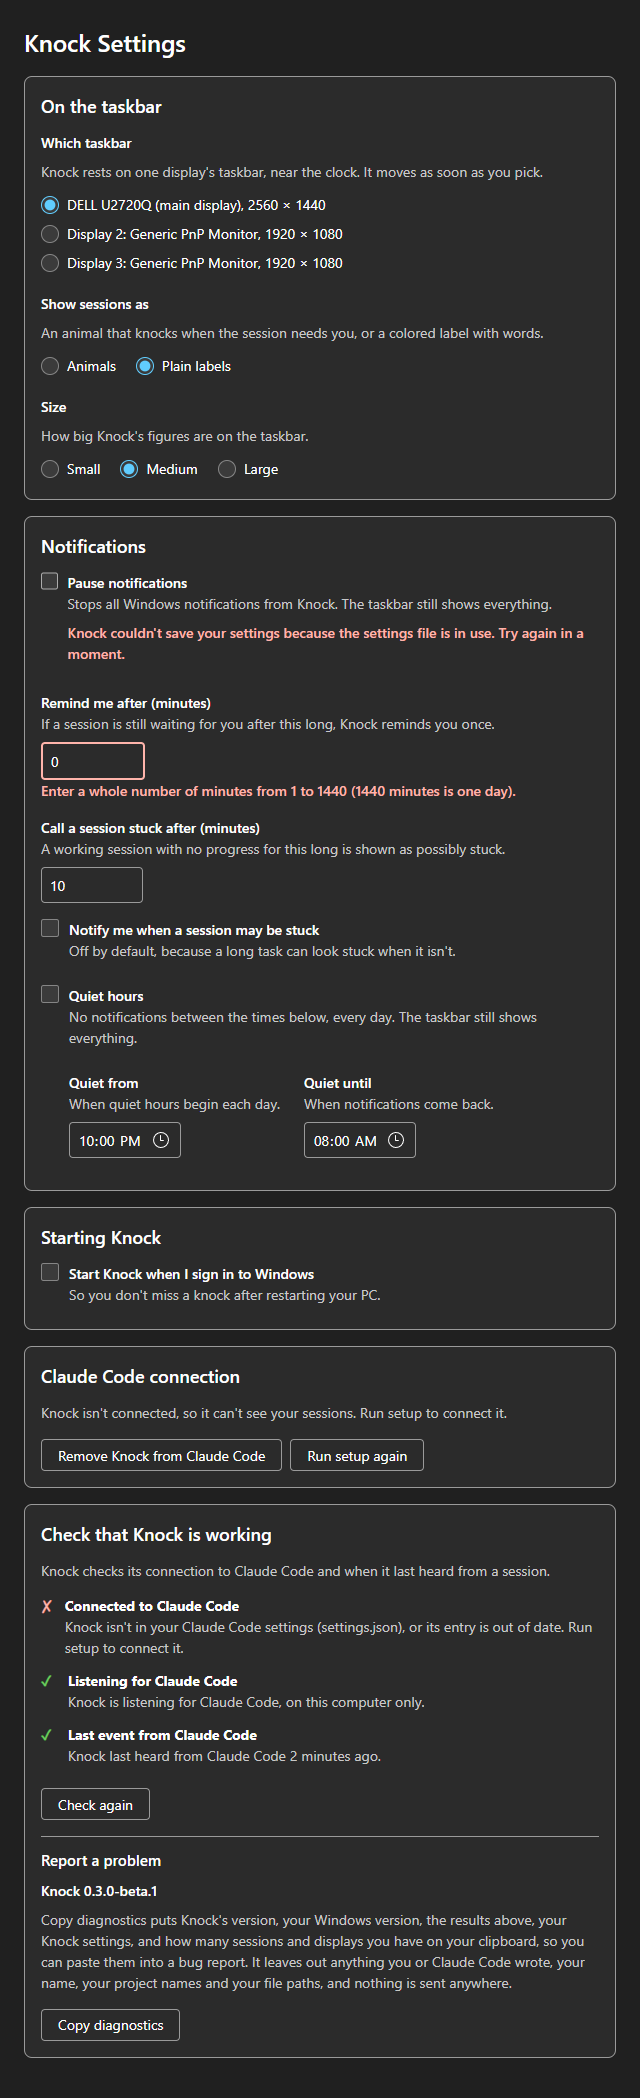 Knock Settings
On the taskbar
Which taskbar
Knock rests on one display's taskbar, near the clock. It moves as soon as you pick.
DELL U2720Q (main display), 2560 × 1440
Display 2: Generic PnP Monitor, 1920 × 1080
Display 3: Generic PnP Monitor, 1920 × 1080
Show sessions as
An animal that knocks when the session needs you, or a colored label with words.
Animals Plain labels
Size
How big Knock's figures are on the taskbar.
Small Medium Large
Notifications
Pause notifications
Stops all Windows notifications from Knock. The taskbar still shows everything.
Knock couldn't save your settings because the settings file is in use. Try again in a
moment.
Remind me after (minutes)
If a session is still waiting for you after this long, Knock reminds you once.
0
Enter a whole number of minutes from 1 to 1440 (1440 minutes is one day).
Call a session stuck after (minutes)
A working session with no progress for this long is shown as possibly stuck.
10
Notify me when a session may be stuck
Off by default, because a long task can look stuck when it isn't.
Quiet hours
No notifications between the times below, every day. The taskbar still shows
everything.
Quiet from Quiet until
When quiet hours begin each day. When notifications come back.
10:00 PM 08:00 AM
Starting Knock
Start Knock when I sign in to Windows
So you don't miss a knock after restarting your PC.
Claude Code connection
Knock isn't connected, so it can't see your sessions. Run setup to connect it.
Remove Knock from Claude Code Run setup again
Check that Knock is working
Knock checks its connection to Claude Code and when it last heard from a session.
✗ Connected to Claude Code
Knock isn't in your Claude Code settings (settings.json), or its entry is out of date. Run
setup to connect it.
✓ Listening for Claude Code
Knock is listening for Claude Code, on this computer only.
✓ Last event from Claude Code
Knock last heard from Claude Code 2 minutes ago.
Check again
Report a problem
Knock 0.3.0-beta.1
Copy diagnostics puts Knock's version, your Windows version, the results above, your
Knock settings, and how many sessions and displays you have on your clipboard, so you
can paste them into a bug report. It leaves out anything you or Claude Code wrote, your
name, your project names and your file paths, and nothing is sent anywhere.
Copy diagnostics